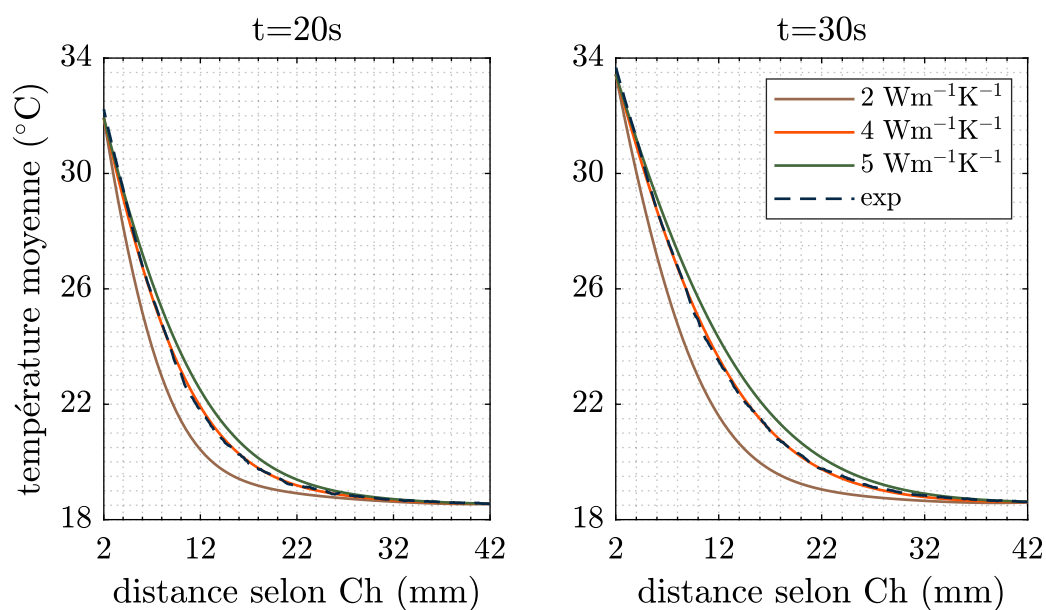 t=20s
t=30s
température moyenne (°C)
34
30
26
22
18
2 12 22 32 42
distance selon Ch (mm)
34
30
26
22
18
2 12 22 32 42
distance selon Ch (mm)
2 Wm⁻¹K⁻¹
4 Wm⁻¹K⁻¹
5 Wm⁻¹K⁻¹
exp